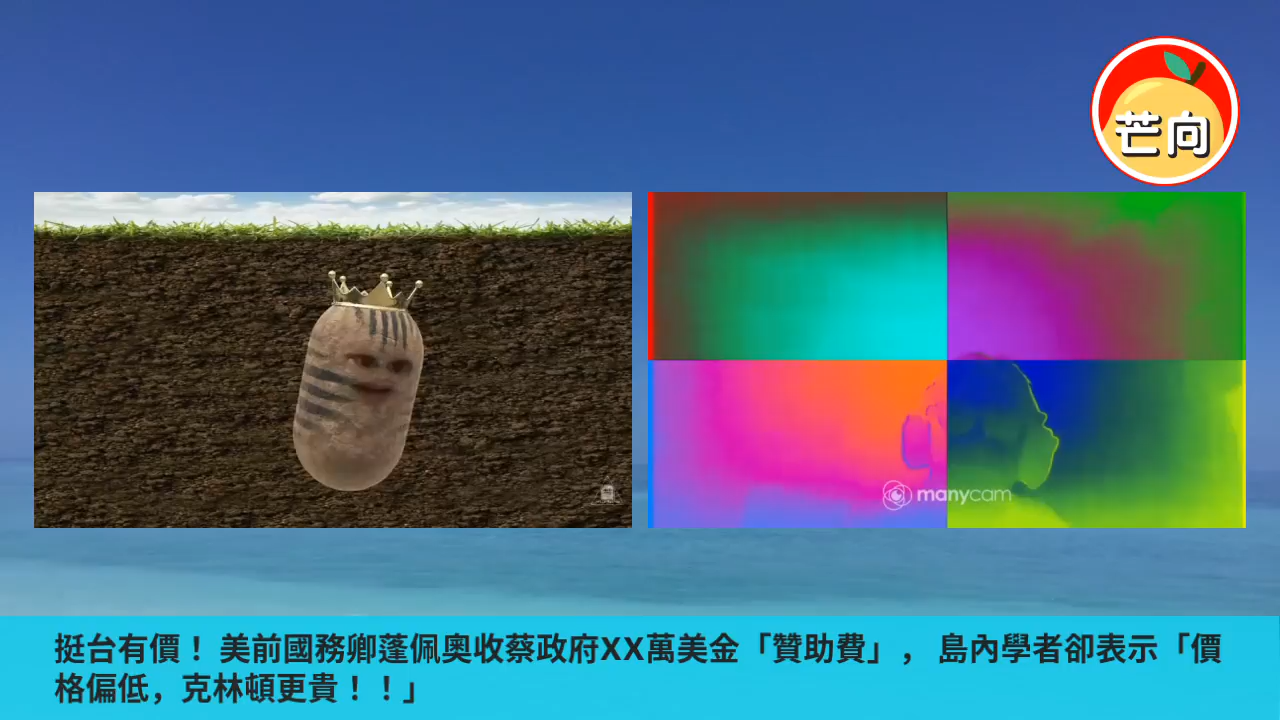 芒向
manycam
挺台有價！ 美前國務卿蓬佩奧收蔡政府XX萬美金「贊助費」， 島內學者卻表示「價
格偏低，克林頓更貴！！」